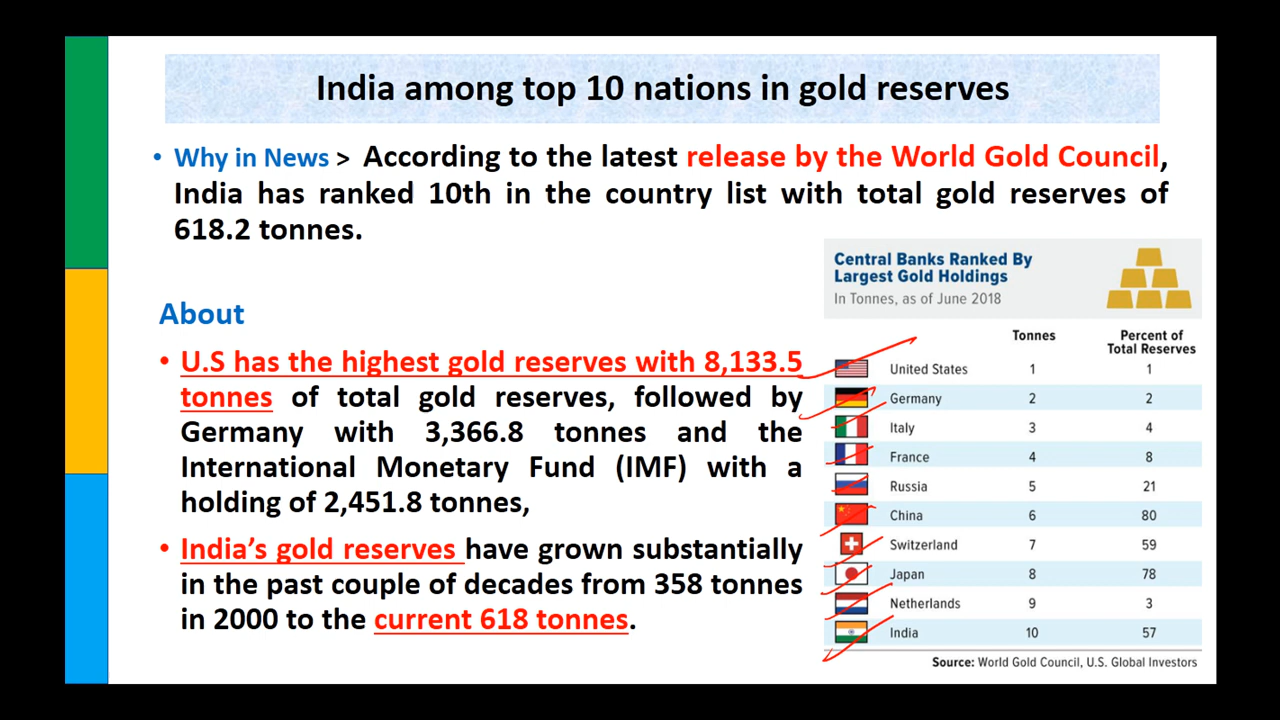 India among top 10 nations in gold reserves
• Why in News > According to the latest release by the World Gold Council,
India has ranked 10th in the country list with total gold reserves of
618.2 tonnes.
About
• U.S has the highest gold reserves with 8,133.5
tonnes of total gold reserves, followed by
Germany with 3,366.8 tonnes and the
International Monetary Fund (IMF) with a
holding of 2,451.8 tonnes,
• India's gold reserves have grown substantially
in the past couple of decades from 358 tonnes
in 2000 to the current 618 tonnes.
Central Banks Ranked By
Largest Gold Holdings
In Tonnes, as of June 2018
Tonnes Percent of
Total Reserves
United States 1 1
Germany 2 2
Italy 3 4
France 4 8
Russia 5 21
China 6 80
Switzerland 7 59
Japan 8 78
Netherlands 9 3
India 10 57
Source: World Gold Council, U.S. Global Investors